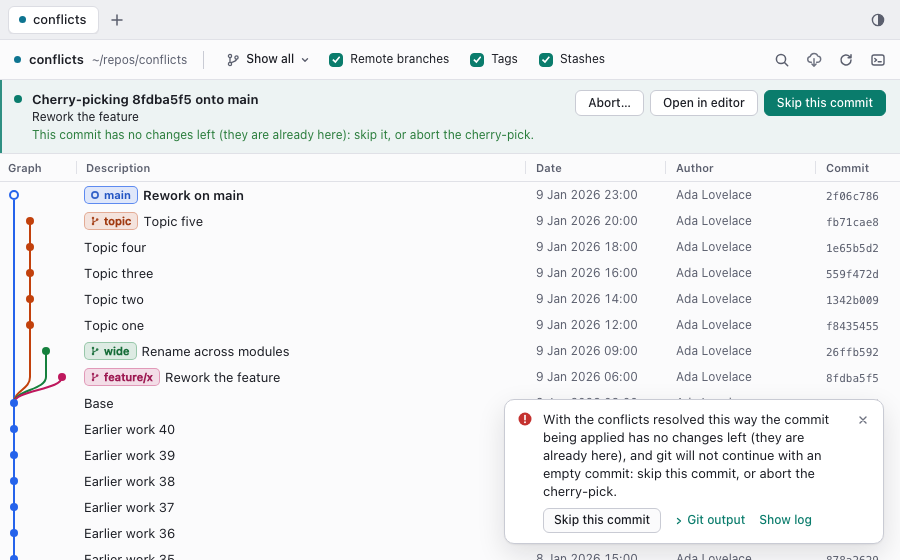 conflicts
conflicts ~/repos/conflicts Show all Remote branches Tags Stashes
Cherry-picking 8fdba5f5 onto main
Rework the feature
This commit has no changes left (they are already here): skip it, or abort the cherry-pick.
Abort… Open in editor Skip this commit
Graph Description Date Author Commit
main Rework on main 9 Jan 2026 23:00 Ada Lovelace 2f06c786
topic Topic five 9 Jan 2026 20:00 Ada Lovelace fb71cae8
Topic four 9 Jan 2026 18:00 Ada Lovelace 1e65b5d2
Topic three 9 Jan 2026 16:00 Ada Lovelace 559f472d
Topic two 9 Jan 2026 14:00 Ada Lovelace 1342b009
Topic one 9 Jan 2026 12:00 Ada Lovelace f8435455
wide Rename across modules 9 Jan 2026 09:00 Ada Lovelace 26ffb592
feature/x Rework the feature 9 Jan 2026 06:00 Ada Lovelace 8fdba5f5
Base
Earlier work 40
Earlier work 39
Earlier work 38
Earlier work 37
Earlier work 36
Earlier work 35 8 Jan 2026 15:00 Ada Lovelace
With the conflicts resolved this way the commit
being applied has no changes left (they are
already here), and git will not continue with an
empty commit: skip this commit, or abort the
cherry-pick.
Skip this commit Git output Show log